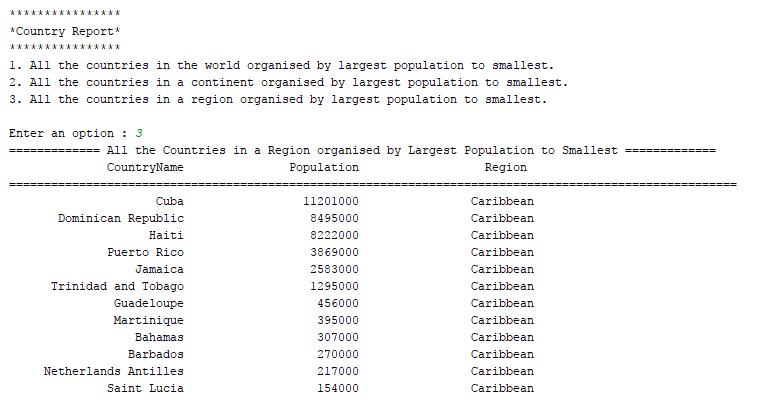 ****************
*Country Report*
****************
1. All the countries in the world organised by largest population to smallest.
2. All the countries in a continent organised by largest population to smallest.
3. All the countries in a region organised by largest population to smallest.
Enter an option : 3
============= All the Countries in a Region organised by Largest Population to Smallest =============
CountryName Population Region
========================================================================================================
Cuba 11201000 Caribbean
Dominican Republic 8495000 Caribbean
Haiti 8222000 Caribbean
Puerto Rico 3869000 Caribbean
Jamaica 2583000 Caribbean
Trinidad and Tobago 1295000 Caribbean
Guadeloupe 456000 Caribbean
Martinique 395000 Caribbean
Bahamas 307000 Caribbean
Barbados 270000 Caribbean
Netherlands Antilles 217000 Caribbean
Saint Lucia 154000 Caribbean